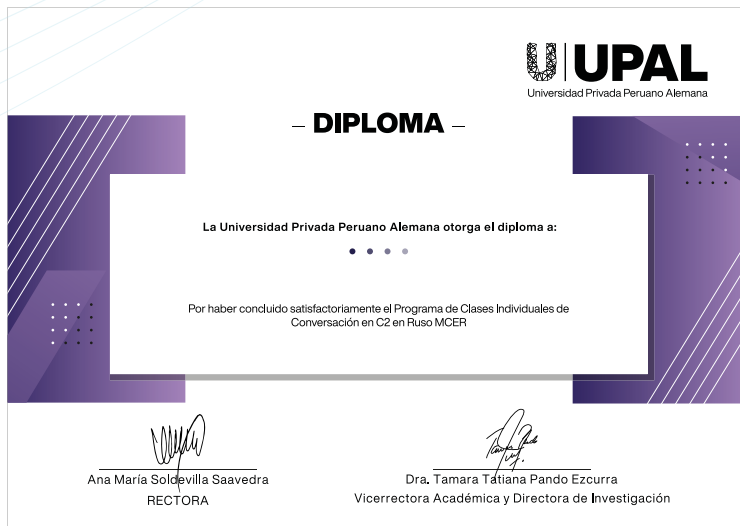 UPAL
Universidad Privada Peruano Alemana
– DIPLOMA –
La Universidad Privada Peruano Alemana otorga el diploma a:
Por haber concluido satisfactoriamente el Programa de Clases Individuales de
Conversación en C2 en Ruso MCER
Ana María Soldevilla Saavedra
RECTORA
Dra. Tamara Tatiana Pando Ezcurra
Vicerrectora Académica y Directora de Investigación